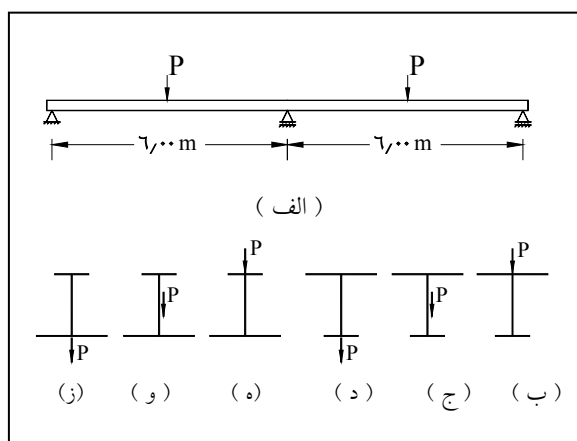 P P
٦٫٠٠ m ٦٫٠٠ m
( الف )
P P P P P P
( ب ) ( ج ) ( د ) ( ه ) ( و ) (ز)